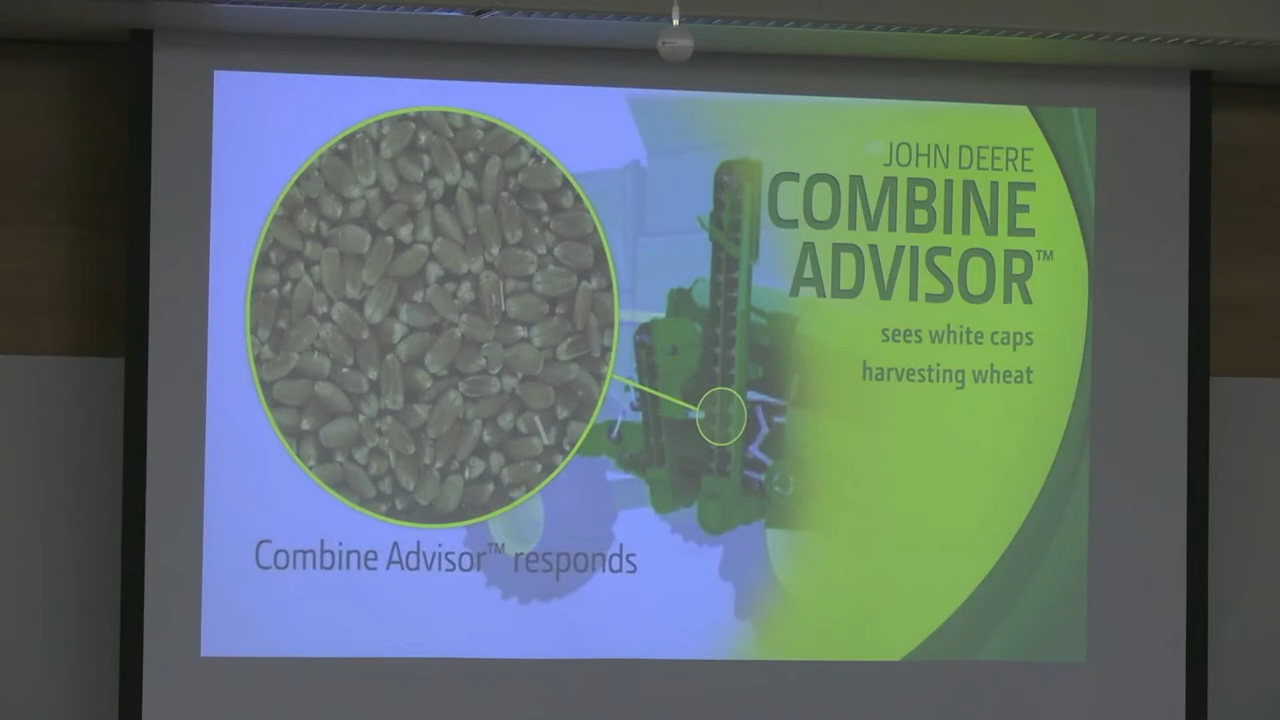 JOHN DEERE
COMBINE
ADVISOR™
sees white caps
harvesting wheat
Combine Advisor™ responds